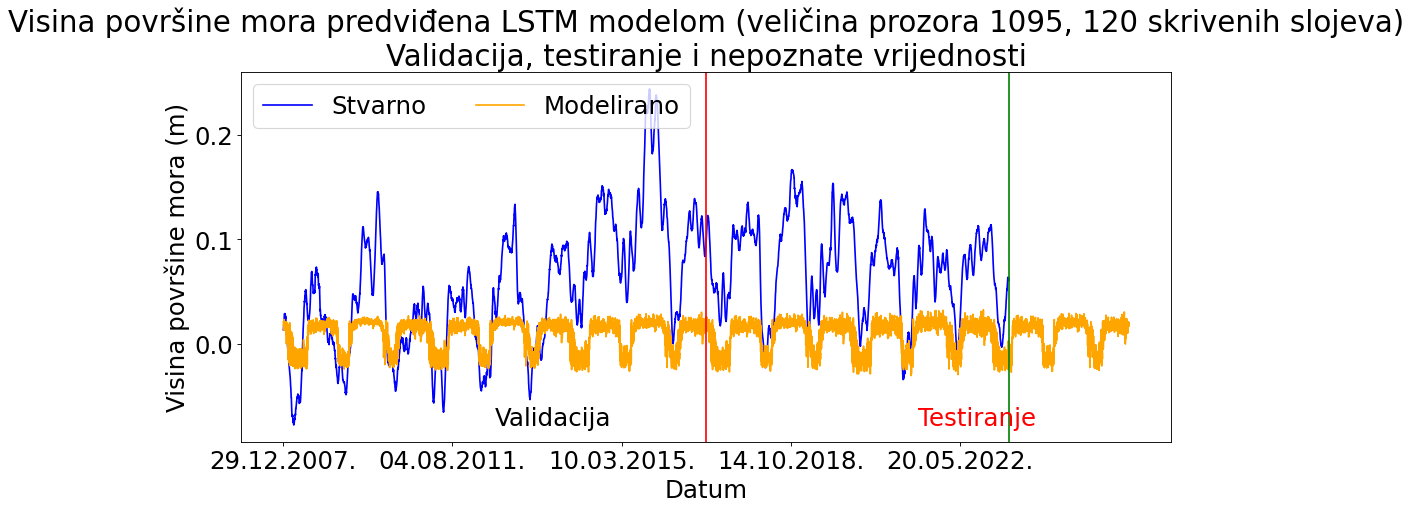 Visina površine mora predviđena LSTM modelom (veličina prozora 1095, 120 skrivenih slojeva)
Validacija, testiranje i nepoznate vrijednosti
Stvarno Modelirano
Visina površine mora (m)
0.2
0.1
0.0
Validacija
Testiranje
29.12.2007. 04.08.2011. 10.03.2015. 14.10.2018. 20.05.2022.
Datum